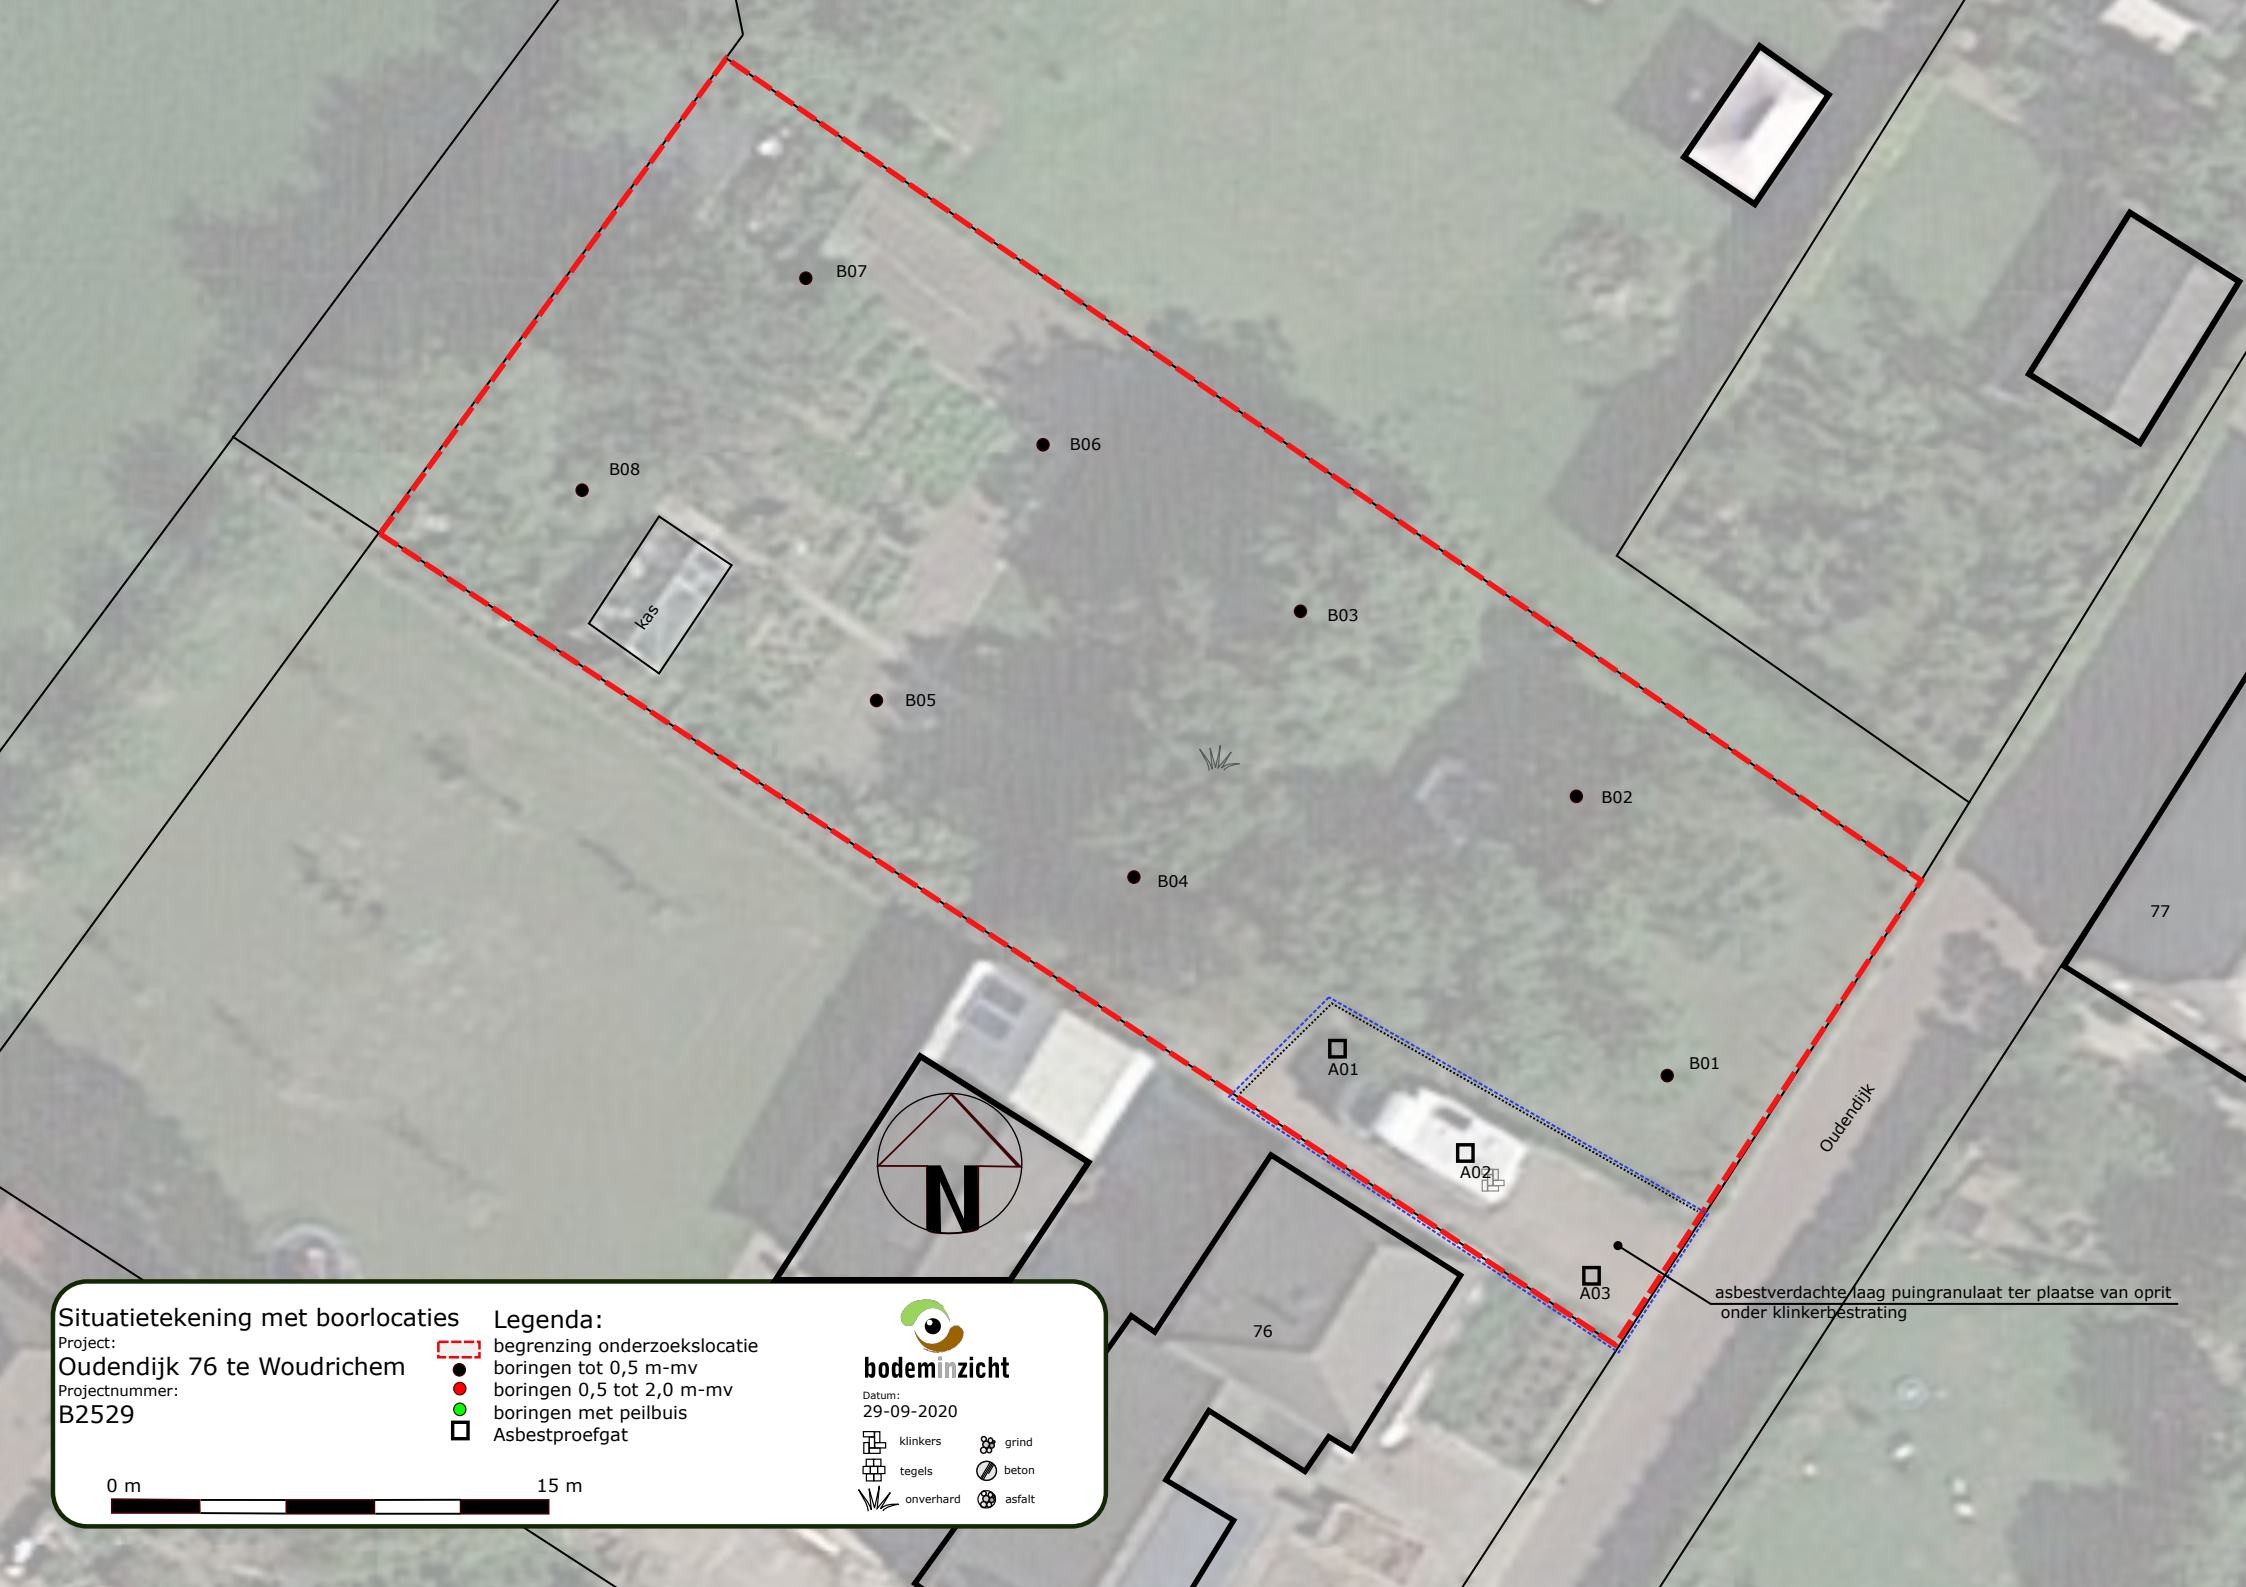 B07
B06
B08
kas
B03
B05
B02
B04
77
A01
B01
Oudendijk
A02
A03
asbestverdachte laag puingranulaat ter plaatse van oprit
onder klinkerbestrating
76
N
Situatietekening met boorlocaties
Project:
Oudendijk 76 te Woudrichem
Projectnummer:
B2529
0 m
15 m
Legenda:
begrenzing onderzoekslocatie
boringen tot 0,5 m-mv
boringen 0,5 tot 2,0 m-mv
boringen met peilbuis
Asbestproefgat
bodeminzicht
Datum:
29-09-2020
klinkers
grind
tegels
beton
onverhard
asfalt